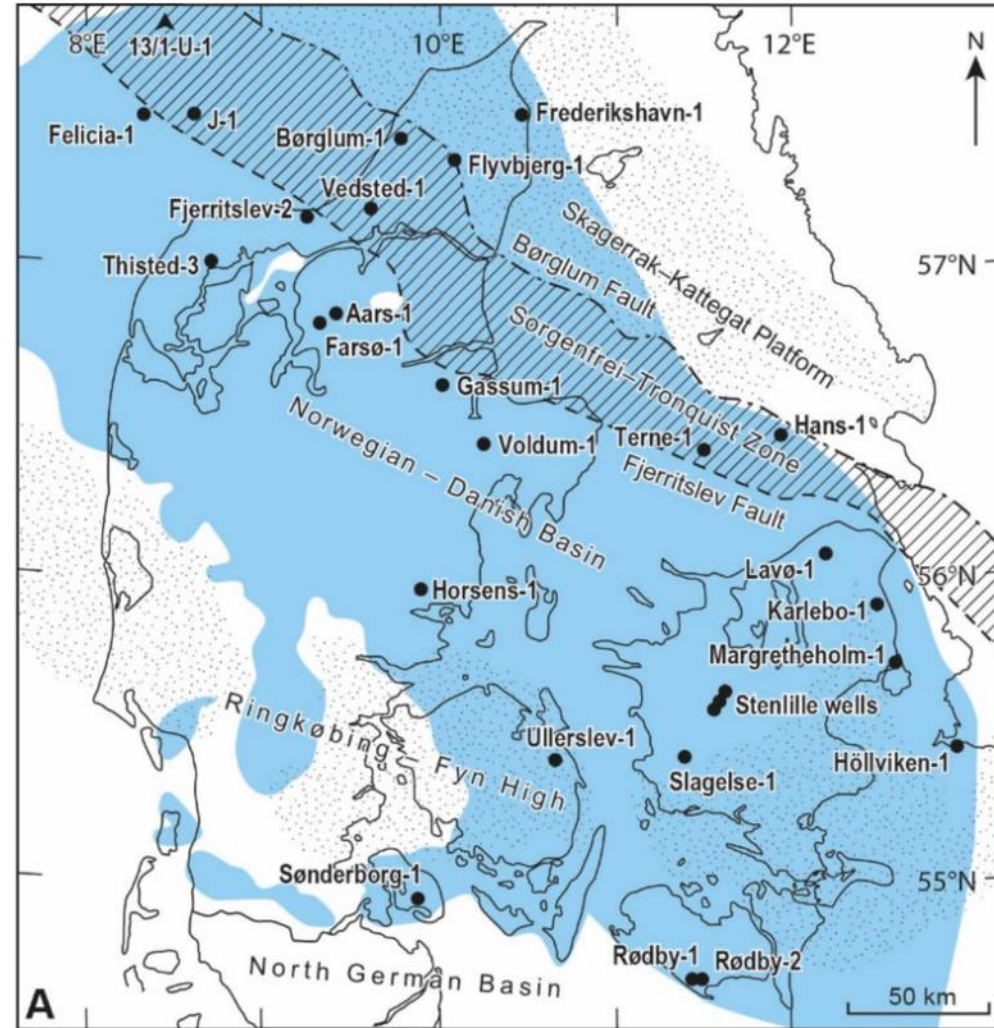 8°E
13/1-U-1
10°E
12°E
N
Felicia-1
J-1
Børglum-1
Frederikshavn-1
Flyvbjerg-1
Vedsted-1
Fjerritslev-2
Thisted-3
Skagerrak–Kattegat Platform
Børglum Fault
57°N
Aars-1
Farsø-1
Sorgenfrei–Tronquist Zone
Gassum-1
Hans-1
Voldum-1
Terne-1
Norwegian – Danish Basin
Fjerritslev Fault
Lavø-1
56°N
Horsens-1
Karlebo-1
Margretheholm-1
Stenlille wells
Ringkøbing
Fyn High
Ullerslev-1
Slagelse-1
Höllviken-1
Sønderborg-1
55°N
Rødby-1
Rødby-2
North German Basin
A
50 km